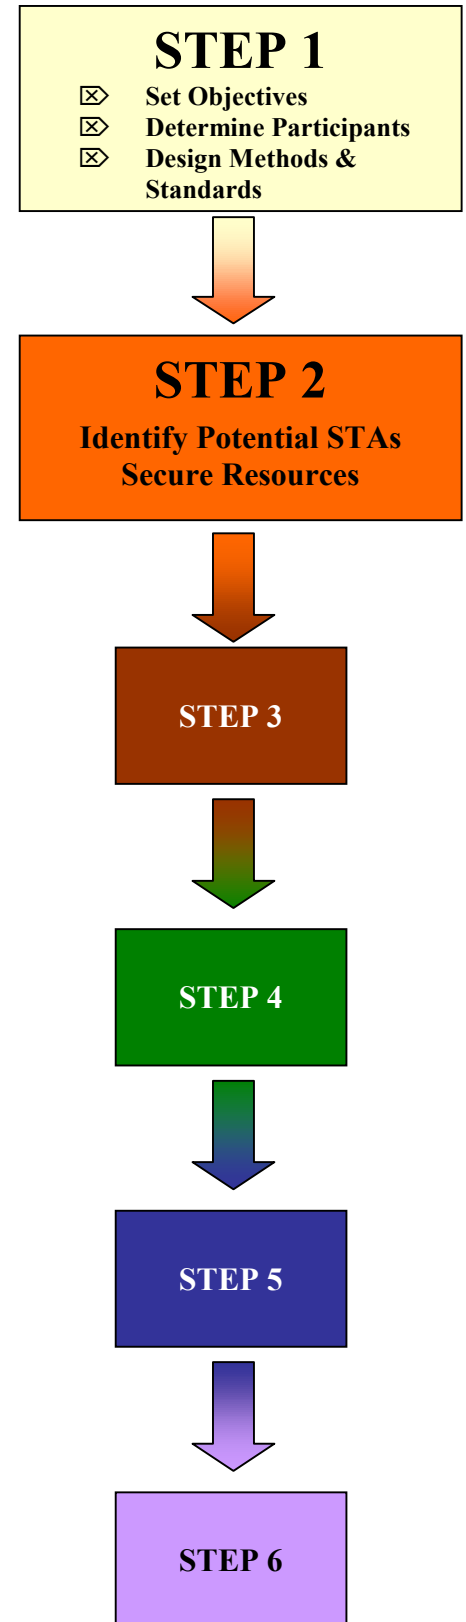 STEP 1
⌦ Set Objectives
⌦ Determine Participants
⌦ Design Methods &
Standards
STEP 2
Identify Potential STAs
Secure Resources
STEP 3
STEP 4
STEP 5
STEP 6